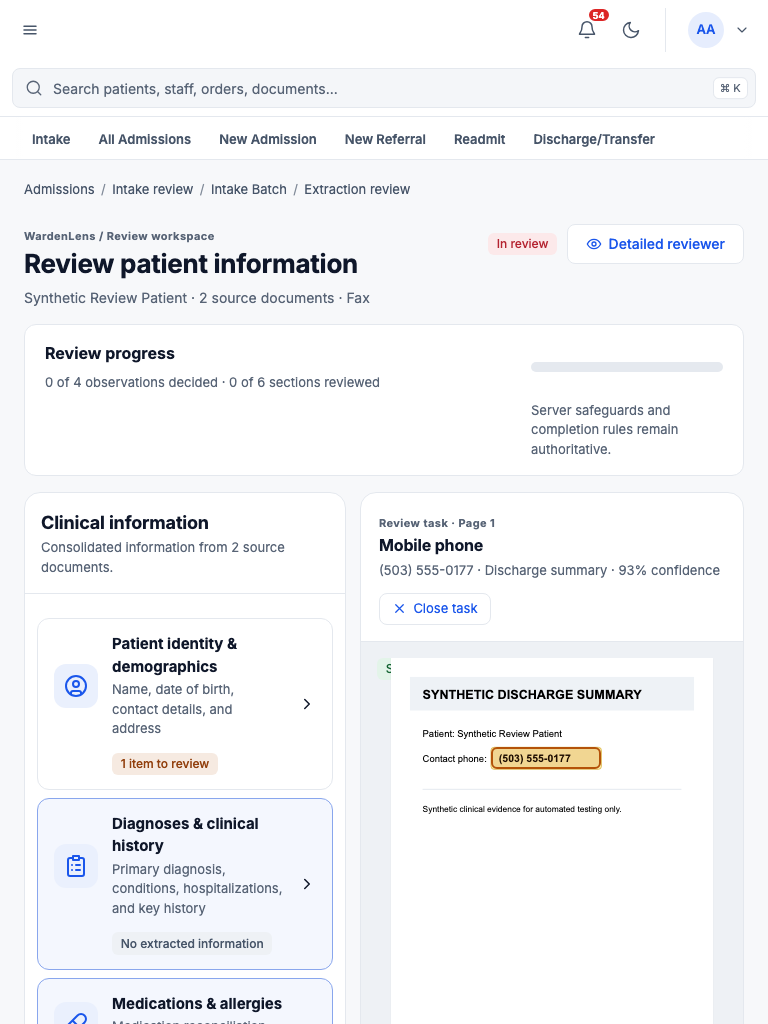 54
AA
Search patients, staff, orders, documents...
⌘ K
Intake
All Admissions
New Admission
New Referral
Readmit
Discharge/Transfer
Admissions / Intake review / Intake Batch / Extraction review
WardenLens / Review workspace
Review patient information
In review
Detailed reviewer
Synthetic Review Patient · 2 source documents · Fax
Review progress
0 of 4 observations decided · 0 of 6 sections reviewed
Server safeguards and
completion rules remain
authoritative.
Clinical information
Consolidated information from 2 source
documents.
Patient identity &
demographics
Name, date of birth,
contact details, and
address
1 item to review
Diagnoses & clinical
history
Primary diagnosis,
conditions, hospitalizations,
and key history
No extracted information
Medications & allergies
Review task · Page 1
Mobile phone
(503) 555-0177 · Discharge summary · 93% confidence
Close task
SYNTHETIC DISCHARGE SUMMARY
Patient: Synthetic Review Patient
Contact phone: (503) 555-0177
Synthetic clinical evidence for automated testing only.